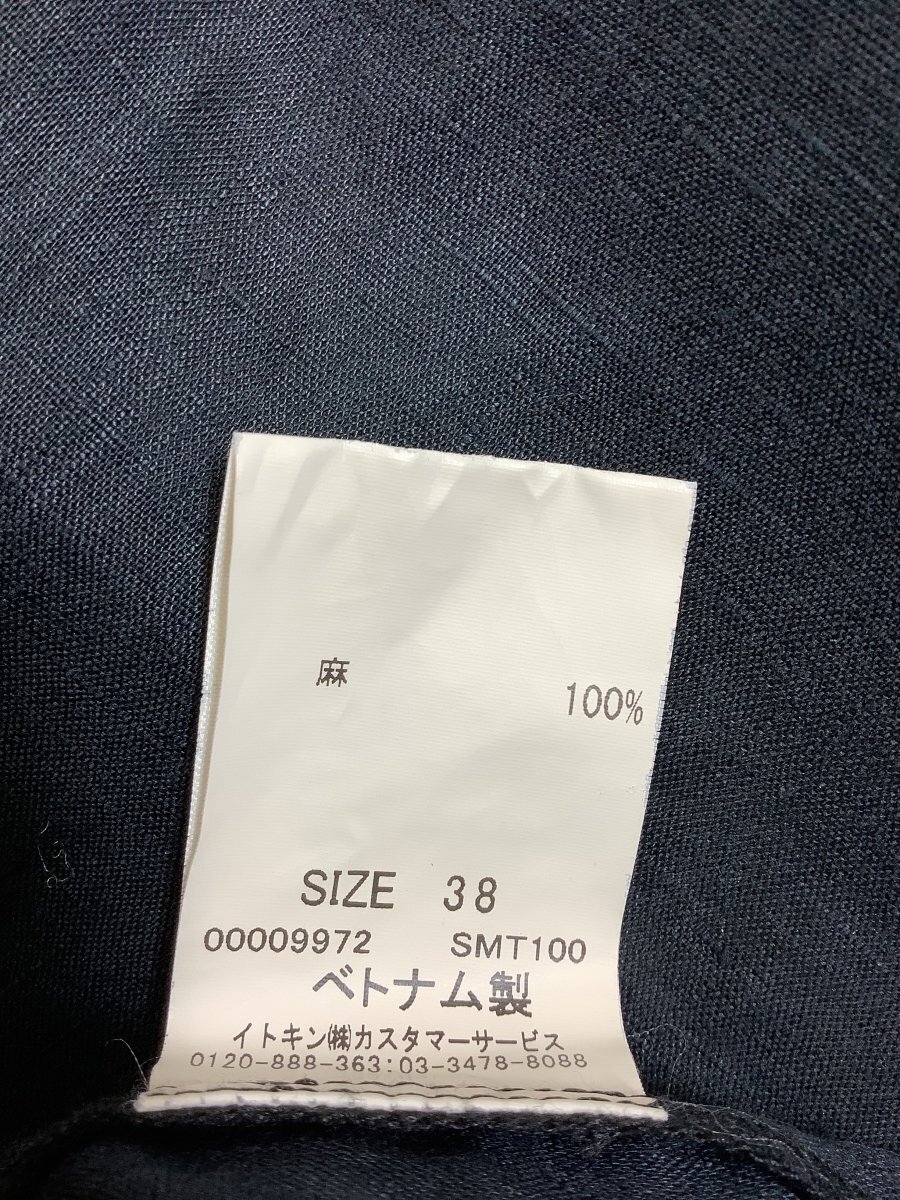 麻 100%
SIZE 38
00009972 SMT100
ベトナム製
イトキン㈱カスタマーサービス
0120-888-363:03-3478-8088